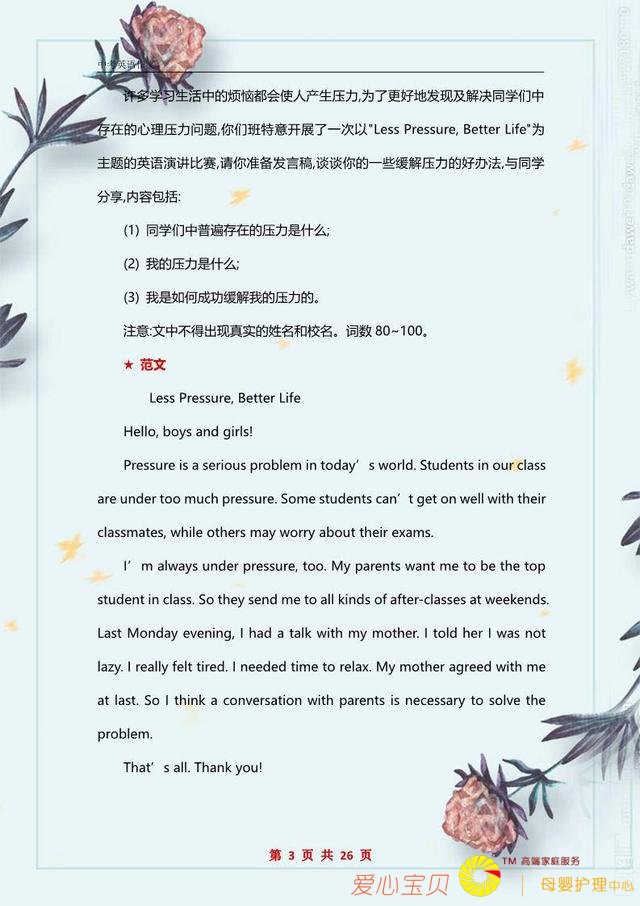 中考英语作文
许多学习生活中的烦恼都会使人产生压力,为了更好地发现及解决同学们中
存在的心理压力问题,你们班特意开展了一次以"Less Pressure, Better Life"为
主题的英语演讲比赛,请你准备发言稿,谈谈你的一些缓解压力的好办法,与同学
分享,内容包括:
(1) 同学们中普遍存在的压力是什么;
(2) 我的压力是什么;
(3) 我是如何成功缓解我的压力的。
注意:文中不得出现真实的姓名和校名。词数 80~100。
★ 范文
Less Pressure, Better Life
Hello, boys and girls!
Pressure is a serious problem in today’s world. Students in our class
are under too much pressure. Some students can’t get on well with their
classmates, while others may worry about their exams.
I’m always under pressure, too. My parents want me to be the top
student in class. So they send me to all kinds of after-classes at weekends.
Last Monday evening, I had a talk with my mother. I told her I was not
lazy. I really felt tired. I needed time to relax. My mother agreed with me
at last. So I think a conversation with parents is necessary to solve the
problem.
That’s all. Thank you!
第 3 页 共 26 页
TM 高端家庭服务
爱心宝贝 | 母婴护理中心